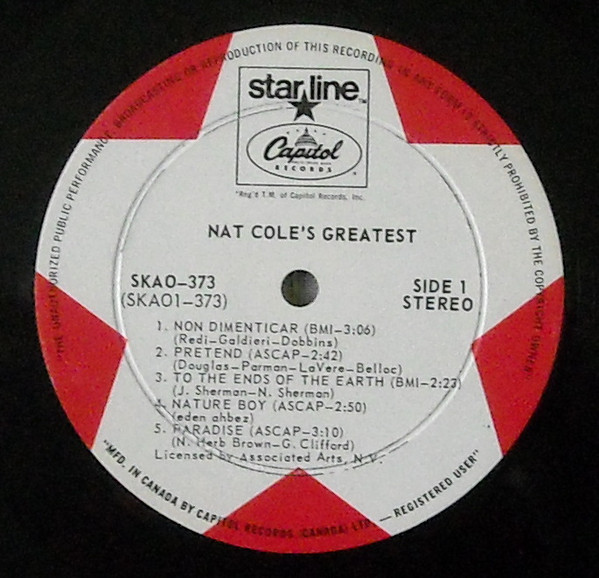 "THE UNAUTHORIZED PUBLIC PERFORMANCE, BROADCASTING OR REPRODUCTION OF THIS RECORDING IN ANY FORM IS STRICTLY PROHIBITED BY THE COPYRIGHT OWNER."
starline™
Capitol
RECORDS
®
"Reg'd T.M. of Capitol Records, Inc.
NAT COLE'S GREATEST
SKAO-373
(SKAO1-373)
SIDE 1
STEREO
1. NON DIMENTICAR (BMI-3:06)
(Redi-Galdieri-Dobbins)
2. PRETEND (ASCAP-2:42)
(Douglas-Parman-LaVere-Belloc)
3. TO THE ENDS OF THE EARTH (BMI-2:23)
(J. Sherman-N. Sherman)
4. NATURE BOY (ASCAP-2:50)
(eden ahbez)
5. PARADISE (ASCAP-3:10)
(N. Herb Brown-G. Clifford)
Licensed by Associated Arts, N.V.
"MFD. IN CANADA BY CAPITOL RECORDS (CANADA) LTD. — REGISTERED USER"